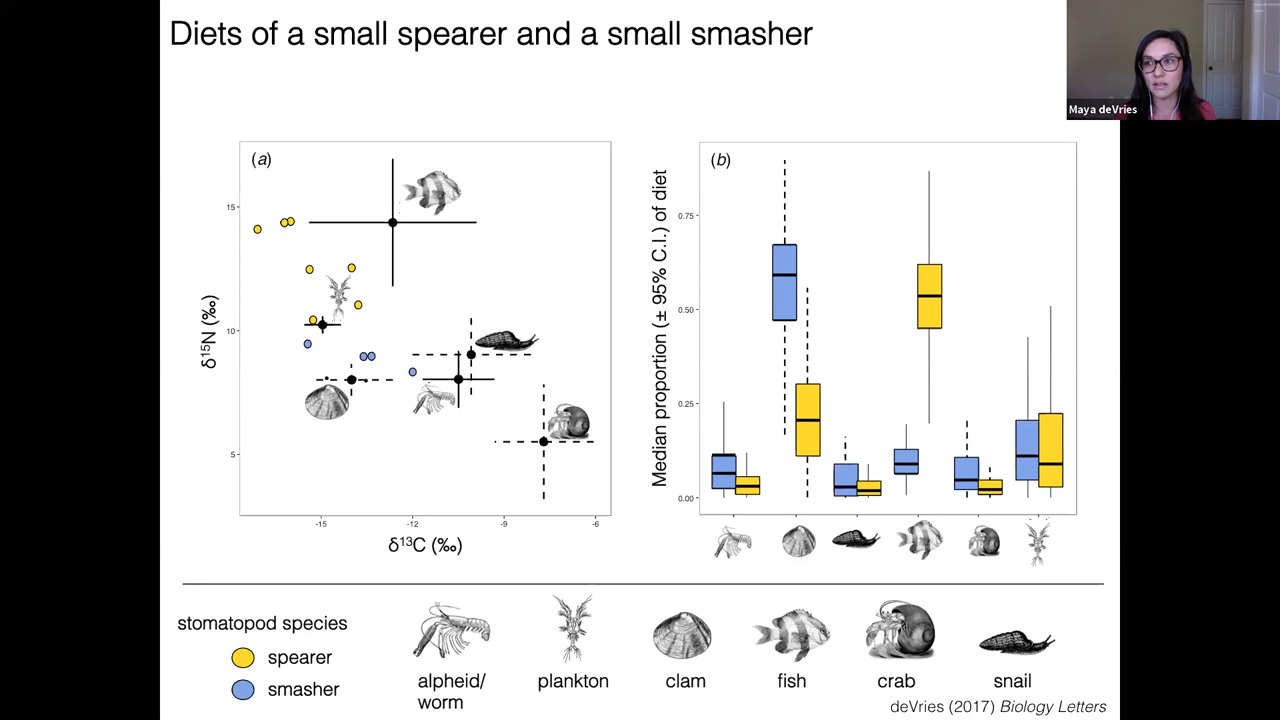 Diets of a small spearer and a small smasher
Maya deVries
(a)
15
10
5
δ15N (‰)
-15
-12
-9
-6
δ13C (‰)
(b)
Median proportion (± 95% C.I.) of diet
0.75
0.50
0.25
0.00
stomatopod species
spearer
smasher
alpheid/
worm
plankton
clam
fish
crab
snail
deVries (2017) Biology Letters